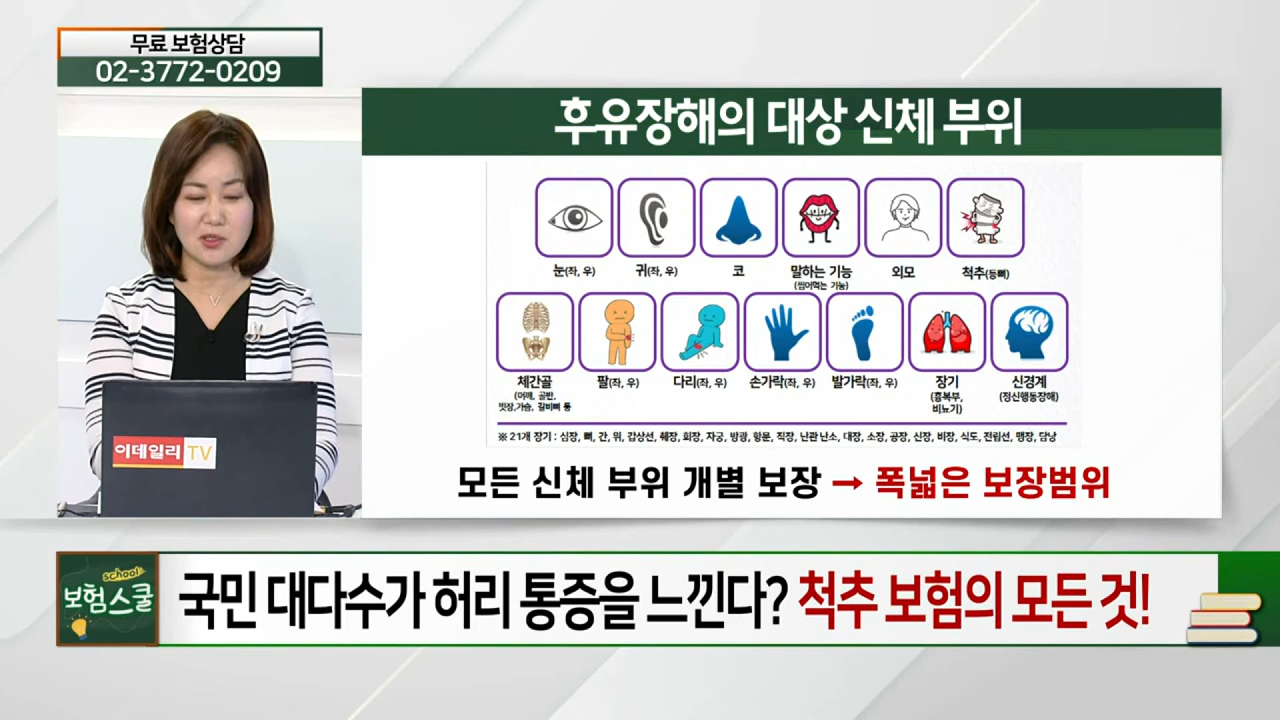 무료 보험상담
02-3772-0209
후유장해의 대상 신체 부위
눈(좌, 우) 귀(좌, 우) 코 말하는 기능 외모 척추(등뼈)
(씹어먹는 기능)
체간골 팔(좌, 우) 다리(좌, 우) 손가락(좌, 우) 발가락(좌, 우) 장기 신경계
(어깨, 골반, (흉복부, (정신행동장해)
빗장,가슴, 갈비뼈 등 비뇨기)
※ 21개 장기 : 심장, 뼈, 간, 위, 갑상선, 췌장, 회장, 자궁, 방광, 항문, 직장, 난관 난소, 대장, 소장, 공장, 신장, 비장, 식도, 전립선, 맹장, 담낭
모든 신체 부위 개별 보장 → 폭넓은 보장범위
이데일리 TV
school
보험스쿨
국민 대다수가 허리 통증을 느낀다? 척추 보험의 모든 것!